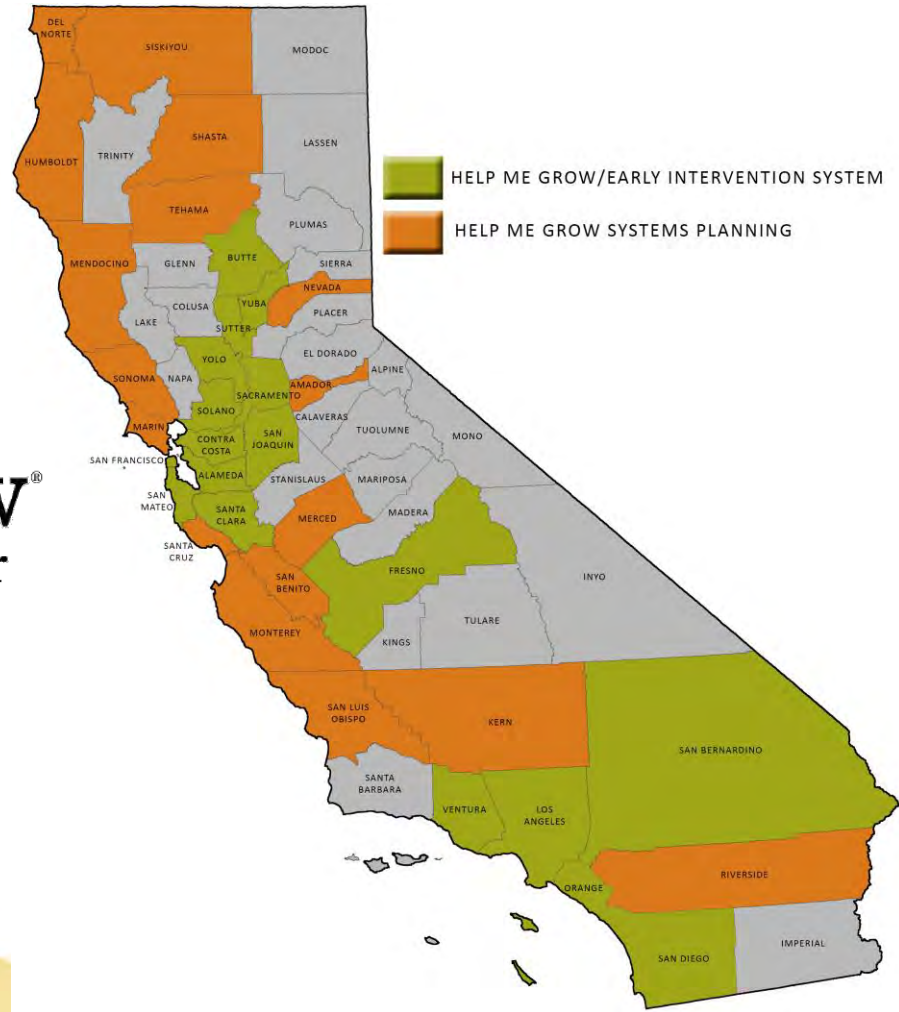 DEL
NORTE
SISKIYOU
MODOC
HUMBOLDT
TRINITY
SHASTA
LASSEN
HELP ME GROW/EARLY INTERVENTION SYSTEM
HELP ME GROW SYSTEMS PLANNING
TEHAMA
PLUMAS
MENDOCINO
GLENN
BUTTE
SIERRA
NEVADA
YUBA
COLUSA
PLACER
LAKE
SUTTER
YOLO
EL DORADO
ALPINE
SONOMA
NAPA
SACRAMENTO
AMADOR
SOLANO
CALAVERAS
MARIN
CONTRA
COSTA
SAN
JOAQUIN
TUOLUMNE
MONO
SAN FRANCISCO
ALAMEDA
STANISLAUS
MARIPOSA
SAN
MATEO
SANTA
CLARA
MERCED
MADERA
SANTA
CRUZ
SAN
BENITO
FRESNO
INYO
MONTEREY
KINGS
TULARE
SAN LUIS
OBISPO
KERN
SAN BERNARDINO
SANTA
BARBARA
VENTURA
LOS
ANGELES
ORANGE
RIVERSIDE
SAN DIEGO
IMPERIAL